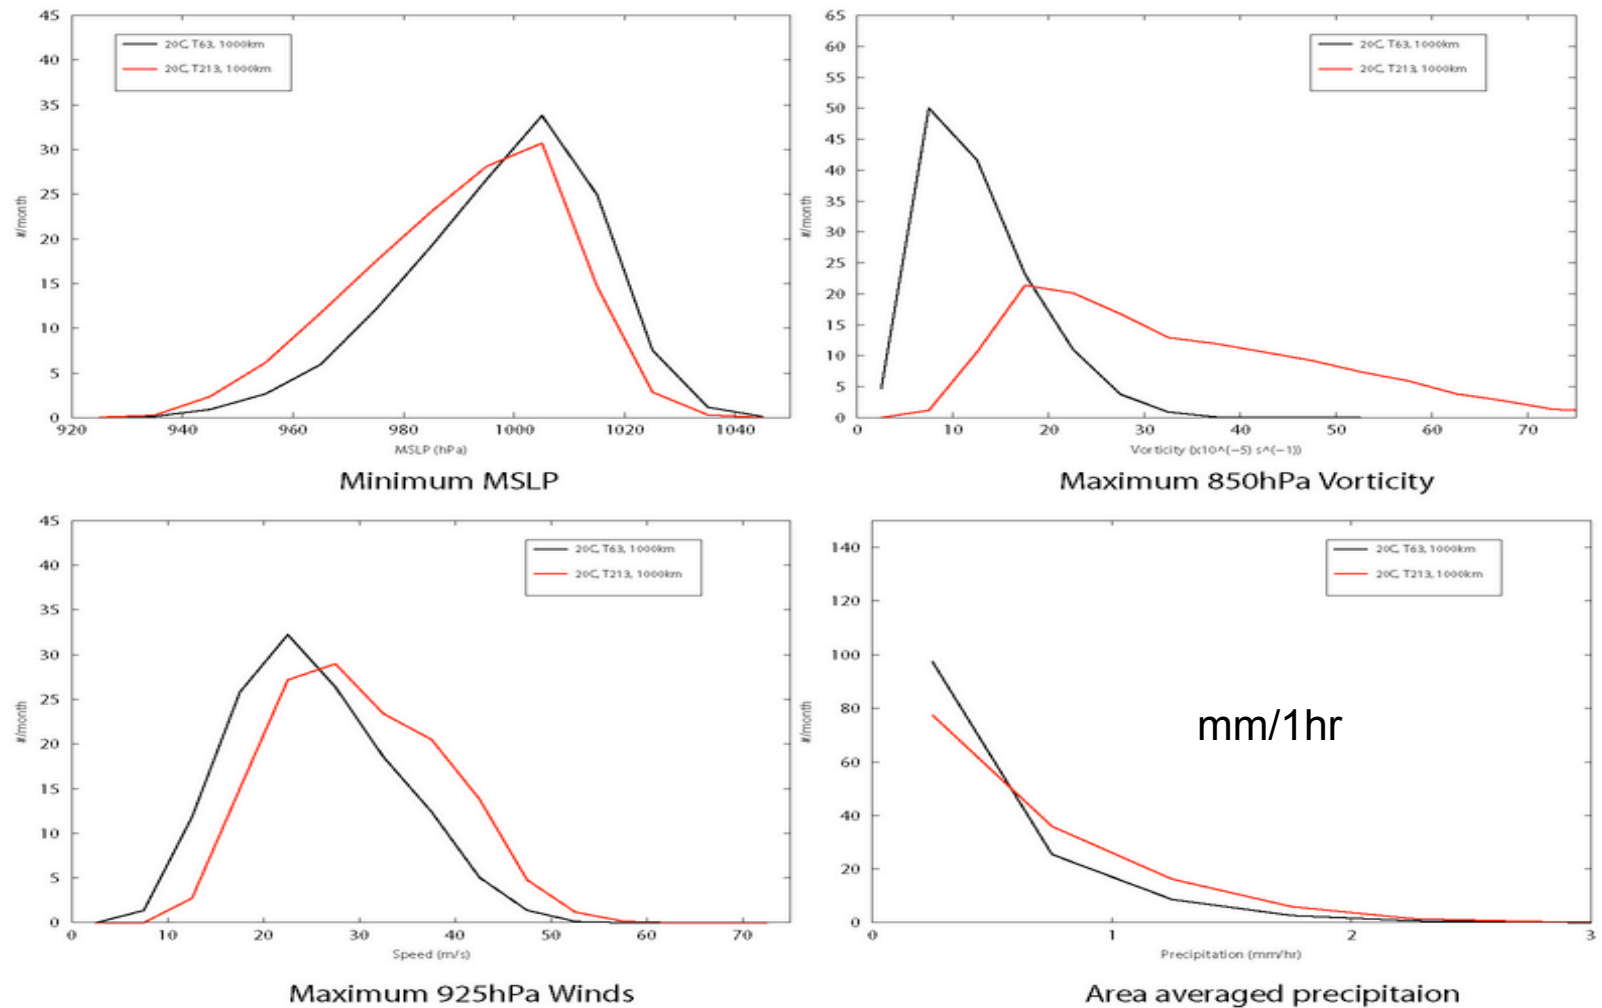 45
40
35
30
25
20
15
10
5
0
#/month
20C, T63, 1000km
20C, T213, 1000km
920 940 960 980 1000 1020 1040
MSLP (hPa)
Minimum MSLP
65
60
55
50
45
40
35
30
25
20
15
10
5
0
#/month
20C, T63, 1000km
20C, T213, 1000km
10 20 30 40 50 60 70
Vorticity (x10^(−5) s^(−1))
Maximum 850hPa Vorticity
45
40
35
30
25
20
15
10
5
0
#/month
20C, T63, 1000km
20C, T213, 1000km
0 10 20 30 40 50 60 70
Speed (m/s)
Maximum 925hPa Winds
140
120
100
80
60
40
20
0
#/month
20C, T63, 1000km
20C, T213, 1000km
mm/1hr
0 1 2 3
Precipitation (mm/hr)
Area averaged precipitaion